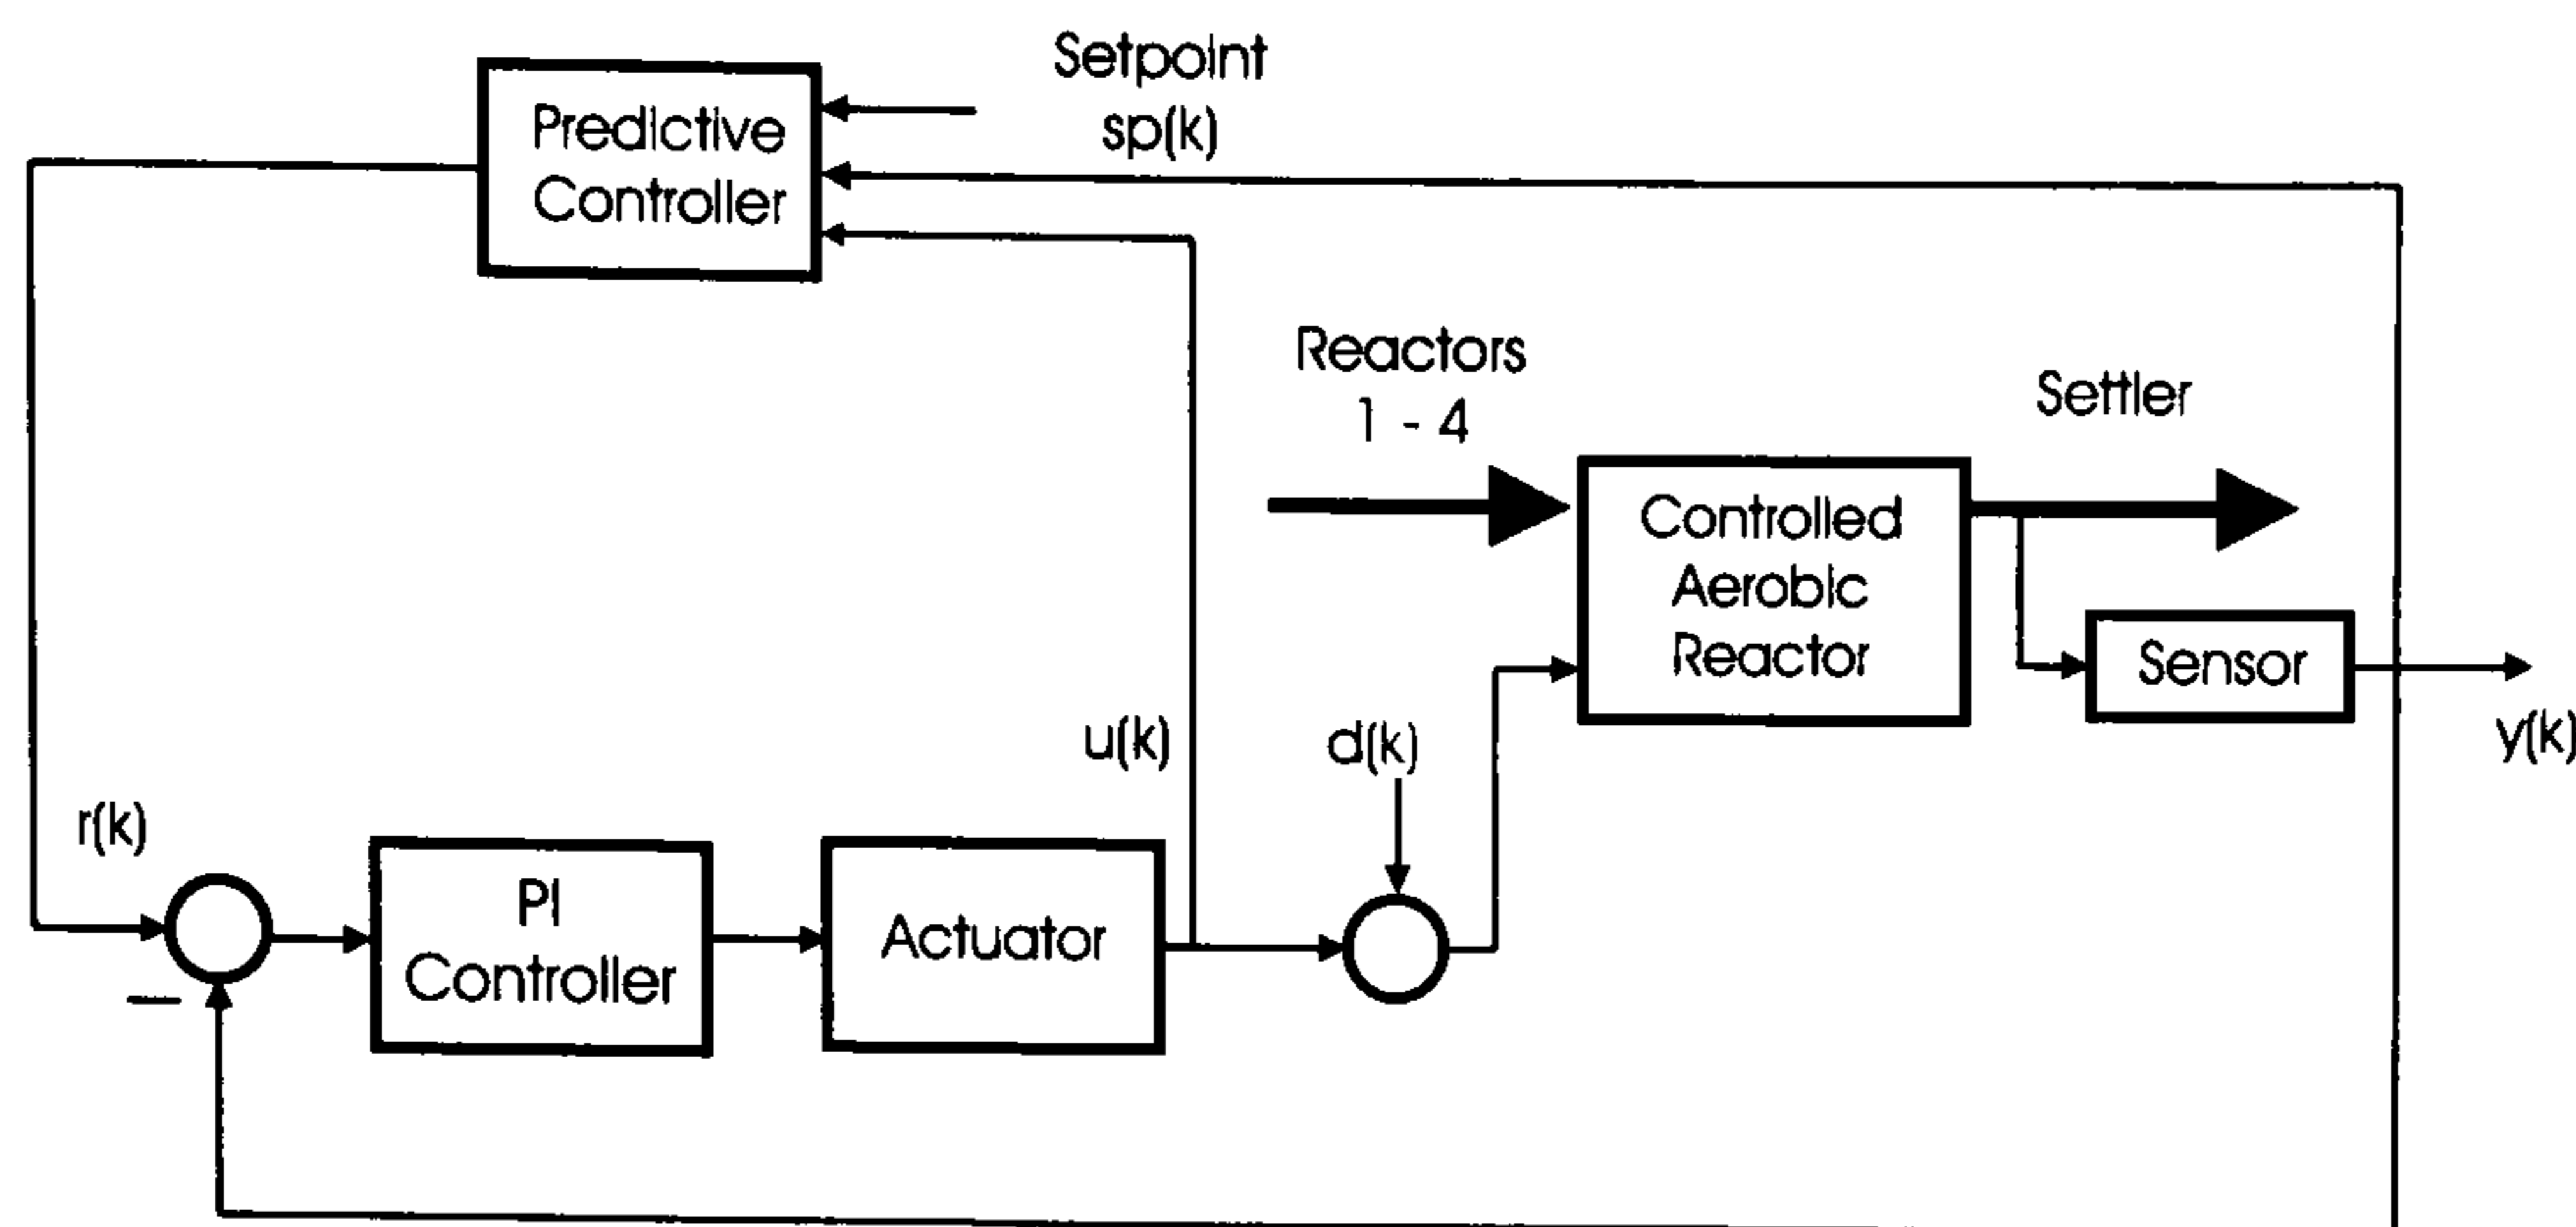 Setpoint
sp(k)
Predictive
Controller
Reactors
1 - 4
Settler
Controlled
Aerobic
Reactor
Sensor
y(k)
u(k)
d(k)
r(k)
PI
Controller
Actuator
−